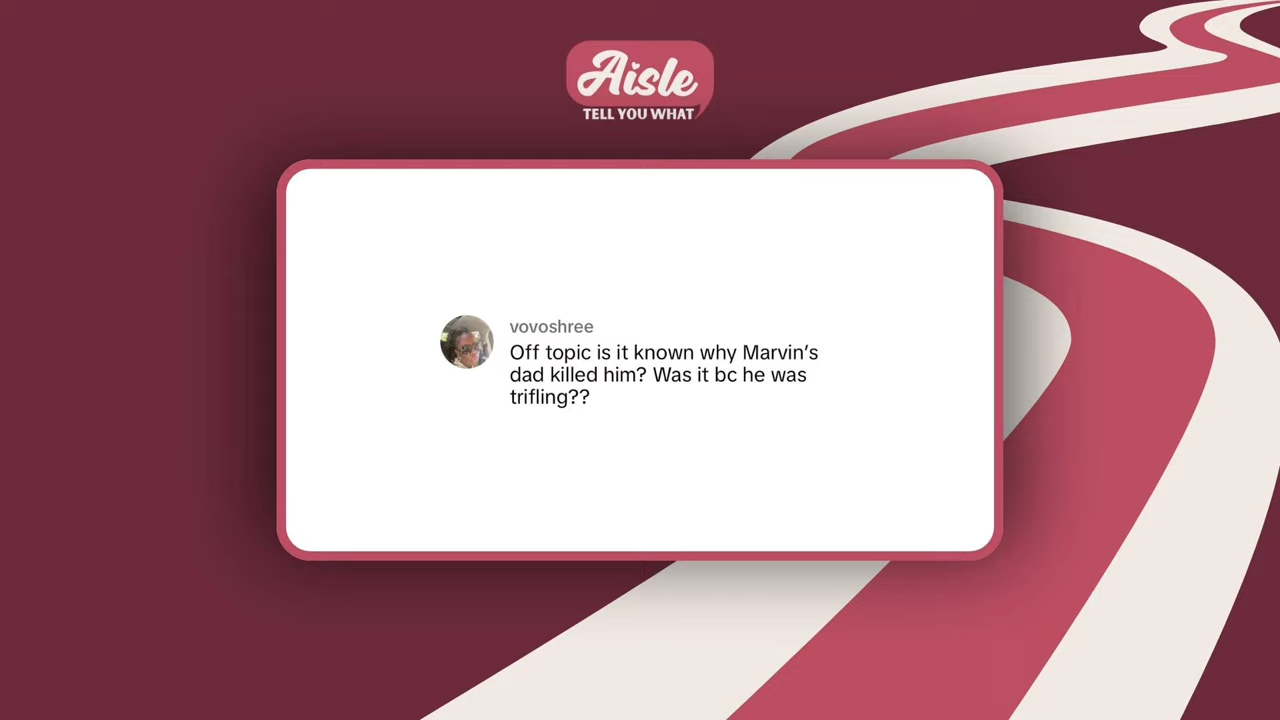 Aisle
TELL YOU WHAT
vovoshree
Off topic is it known why Marvin’s
dad killed him? Was it bc he was
trifling??